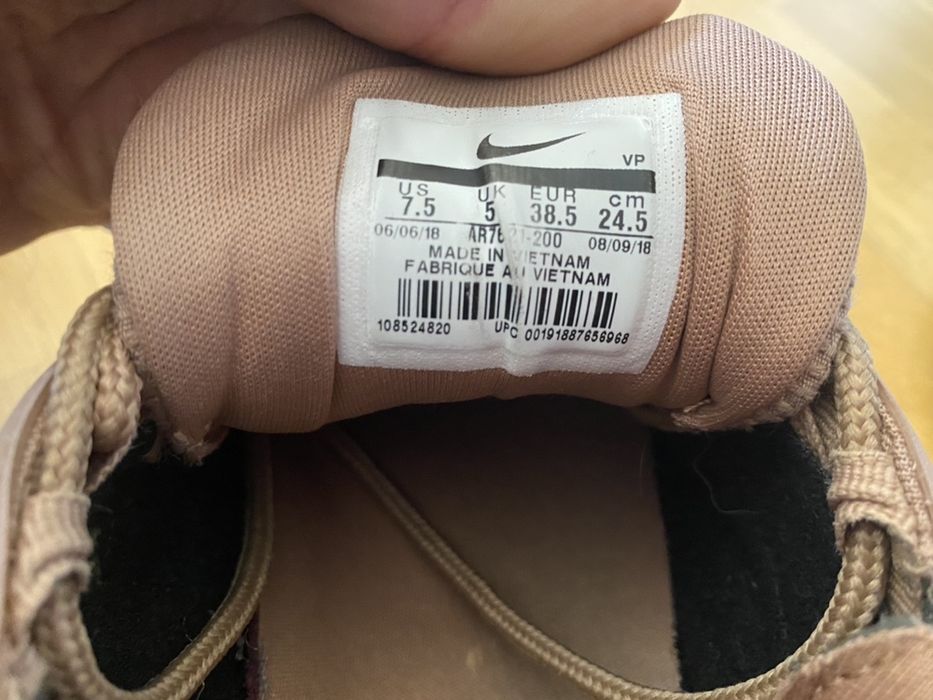 VP
US UK EUR cm
7.5 5 38.5 24.5
06/06/18 08/09/18
MADE IN VIETNAM
FABRIQUE AU VIETNAM
108524820 UPC 00191887656968